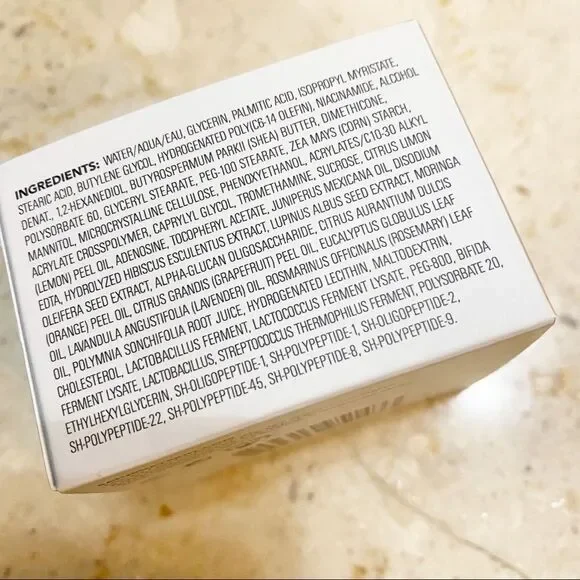 INGREDIENTS: WATER/AQUA/EAU, GLYCERIN, PALMITIC ACID, ISOPROPYL MYRISTATE,
STEARIC ACID, BUTYLENE GLYCOL, HYDROGENATED POLY(C6-14 OLEFIN), NIACINAMIDE, ALCOHOL
DENAT., 1,2-HEXANEDIOL, BUTYROSPERMUM PARKII (SHEA) BUTTER, DIMETHICONE,
POLYSORBATE 60, GLYCERYL STEARATE, PEG-100 STEARATE, ZEA MAYS (CORN) STARCH,
MANNITOL, MICROCRYSTALLINE CELLULOSE, PHENOXYETHANOL, ACRYLATES/C10-30 ALKYL
ACRYLATE CROSSPOLYMER, CAPRYLYL GLYCOL, TROMETHAMINE, SUCROSE, CITRUS LIMON
(LEMON) PEEL OIL, ADENOSINE, TOCOPHERYL ACETATE, JUNIPERUS MEXICANA OIL, DISODIUM
EDTA, HYDROLYZED HIBISCUS ESCULENTUS EXTRACT, LUPINUS ALBUS SEED EXTRACT, MORINGA
OLEIFERA SEED EXTRACT, ALPHA-GLUCAN OLIGOSACCHARIDE, CITRUS AURANTIUM DULCIS
(ORANGE) PEEL OIL, CITRUS GRANDIS (GRAPEFRUIT) PEEL OIL, EUCALYPTUS GLOBULUS LEAF
OIL, LAVANDULA ANGUSTIFOLIA (LAVENDER) OIL, ROSMARINUS OFFICINALIS (ROSEMARY) LEAF
OIL, POLYMNIA SONCHIFOLIA ROOT JUICE, HYDROGENATED LECITHIN, MALTODEXTRIN,
CHOLESTEROL, LACTOBACILLUS FERMENT, LACTOCOCCUS FERMENT LYSATE, PEG-800, BIFIDA
FERMENT LYSATE, LACTOBACILLUS, STREPTOCOCCUS THERMOPHILUS FERMENT, POLYSORBATE 20,
ETHYLHEXYLGLYCERIN, SH-OLIGOPEPTIDE-1, SH-POLYPEPTIDE-1, SH-OLIGOPEPTIDE-2,
SH-POLYPEPTIDE-22, SH-POLYPEPTIDE-45, SH-POLYPEPTIDE-8, SH-POLYPEPTIDE-9.